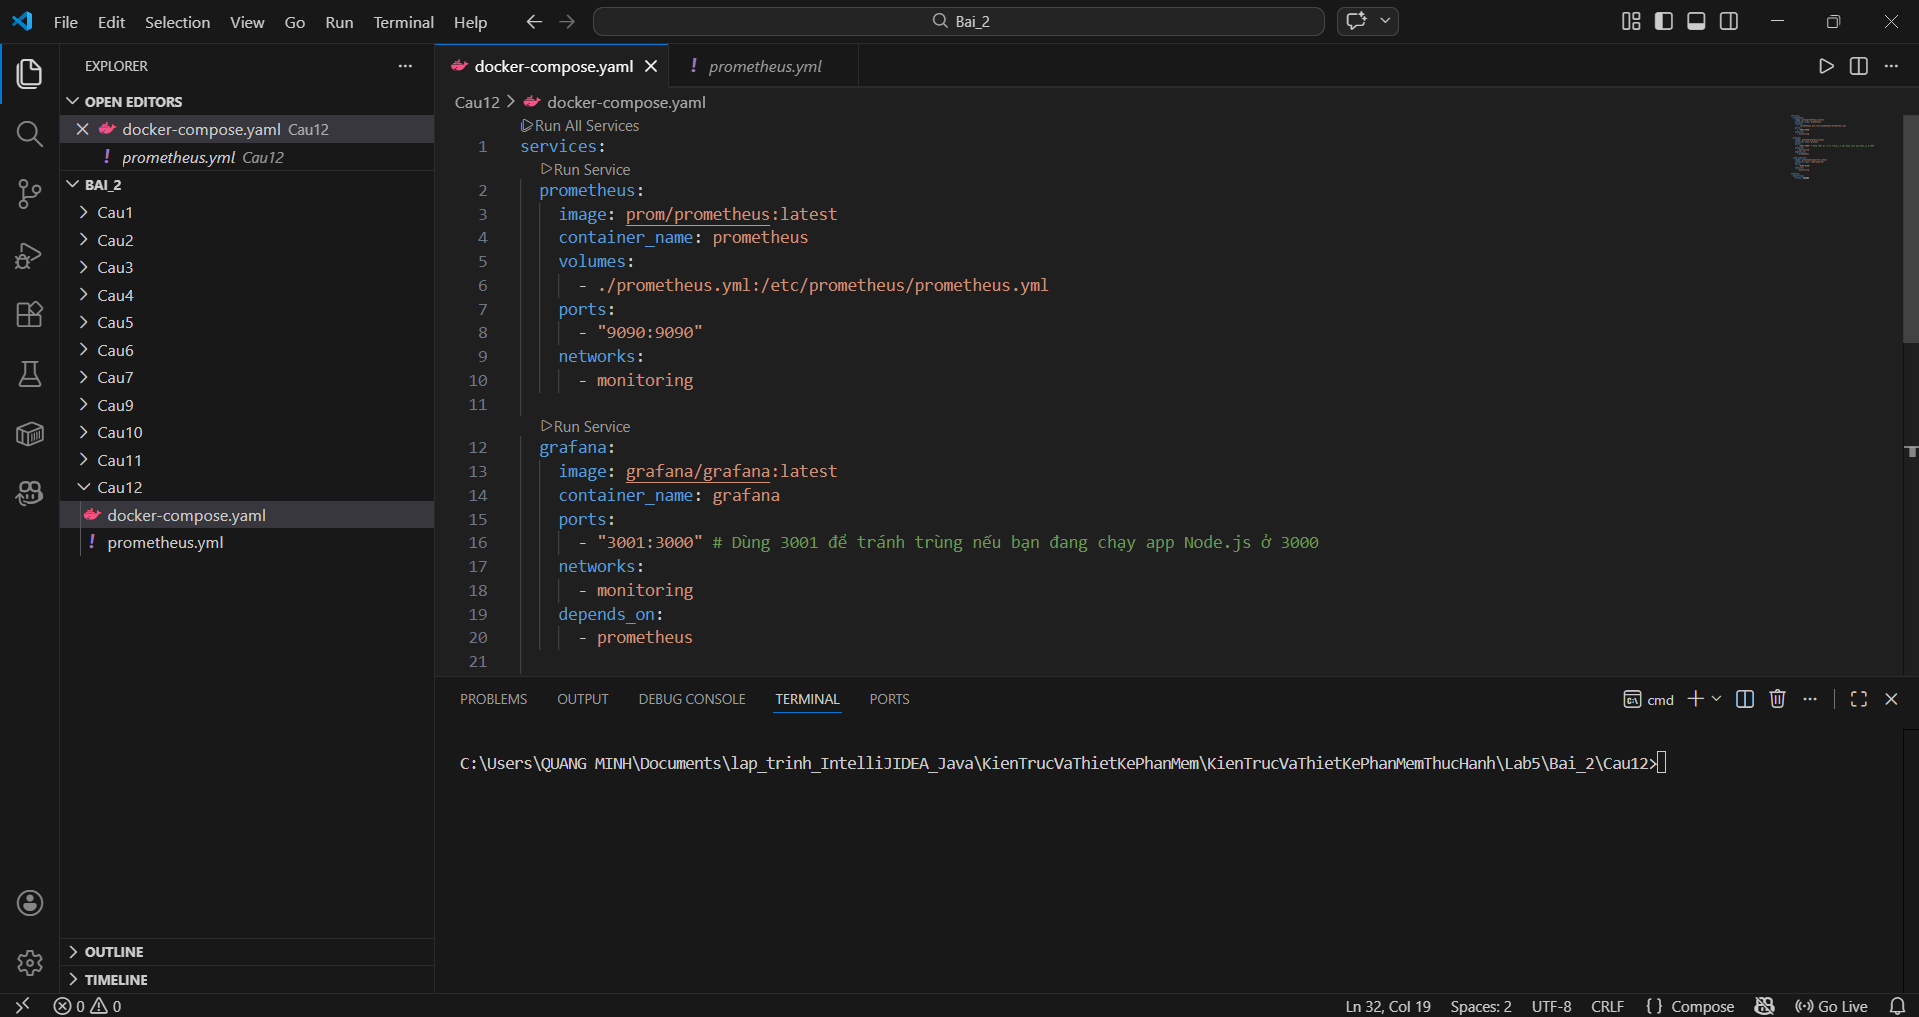 File Edit Selection View Go Run Terminal Help
Bai_2
EXPLORER
OPEN EDITORS
docker-compose.yaml Cau12
! prometheus.yml Cau12
BAI_2
Cau1
Cau2
Cau3
Cau4
Cau5
Cau6
Cau7
Cau9
Cau10
Cau11
Cau12
docker-compose.yaml
! prometheus.yml
OUTLINE
TIMELINE
docker-compose.yaml
! prometheus.yml
Cau12 > docker-compose.yaml
Run All Services
1 services:
Run Service
2 prometheus:
3 image: prom/prometheus:latest
4 container_name: prometheus
5 volumes:
6 - ./prometheus.yml:/etc/prometheus/prometheus.yml
7 ports:
8 - "9090:9090"
9 networks:
10 - monitoring
11
Run Service
12 grafana:
13 image: grafana/grafana:latest
14 container_name: grafana
15 ports:
16 - "3001:3000" # Dùng 3001 để tránh trùng nếu bạn đang chạy app Node.js ở 3000
17 networks:
18 - monitoring
19 depends_on:
20 - prometheus
21
PROBLEMS OUTPUT DEBUG CONSOLE TERMINAL PORTS
cmd
C:\Users\QUANG MINH\Documents\lap_trinh_IntelliJIDEA_Java\KienTrucVaThietKePhanMem\KienTrucVaThietKePhanMemThucHanh\Lab5\Bai_2\Cau12>
0 0
Ln 32, Col 19 Spaces: 2 UTF-8 CRLF { } Compose Go Live